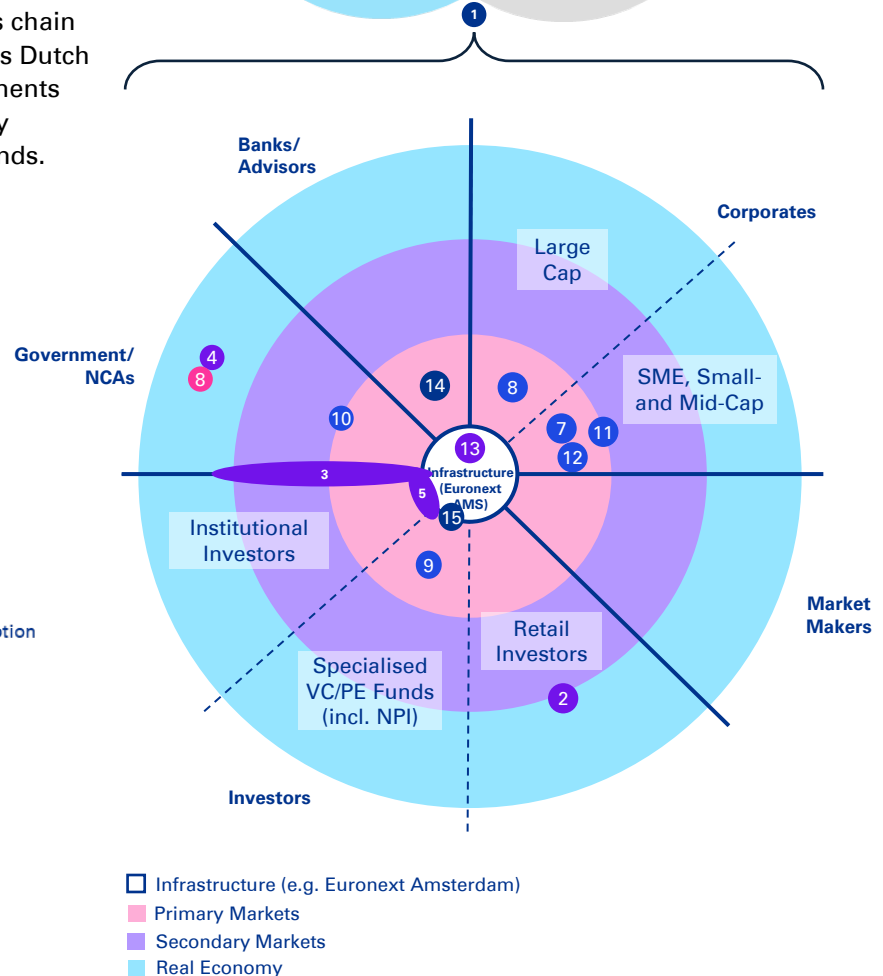 s chain
s Dutch
nents
y
nds.
1
Banks/
Advisors
Corporates
Large
Cap
Government/
NCAs
4
8
SME, Small-
and Mid-Cap
14
8
10
7
11
12
13
Infrastructure
(Euronext
AMS)
3
5
15
Institutional
Investors
9
Market
Makers
ption
Retail
Investors
Specialised
VC/PE Funds
(incl. NPI)
2
Investors
Infrastructure (e.g. Euronext Amsterdam)
Primary Markets
Secondary Markets
Real Economy